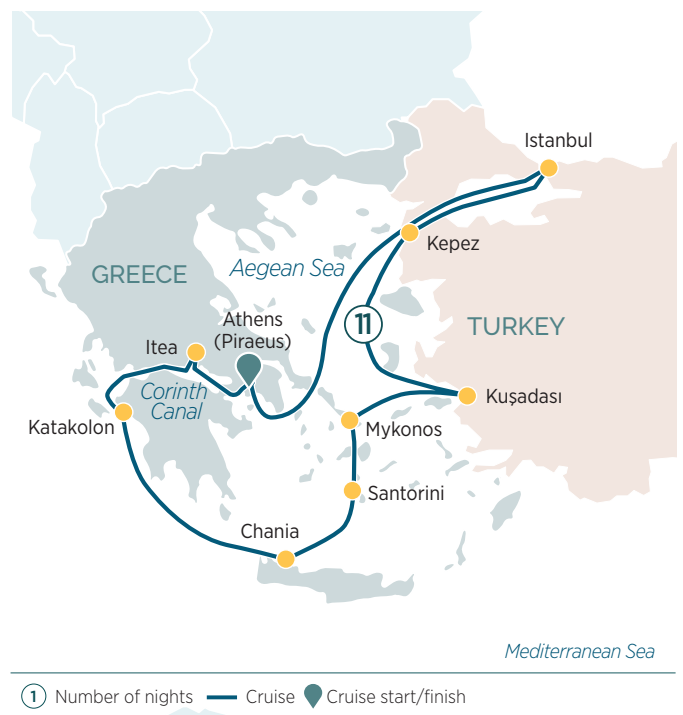 Istanbul
Kepez
Aegean Sea
GREECE
Athens
(Piraeus)
11
TURKEY
Itea
Corinth
Canal
Kuşadası
Katakolon
Mykonos
Santorini
Chania
Mediterranean Sea
1 Number of nights Cruise Cruise start/finish